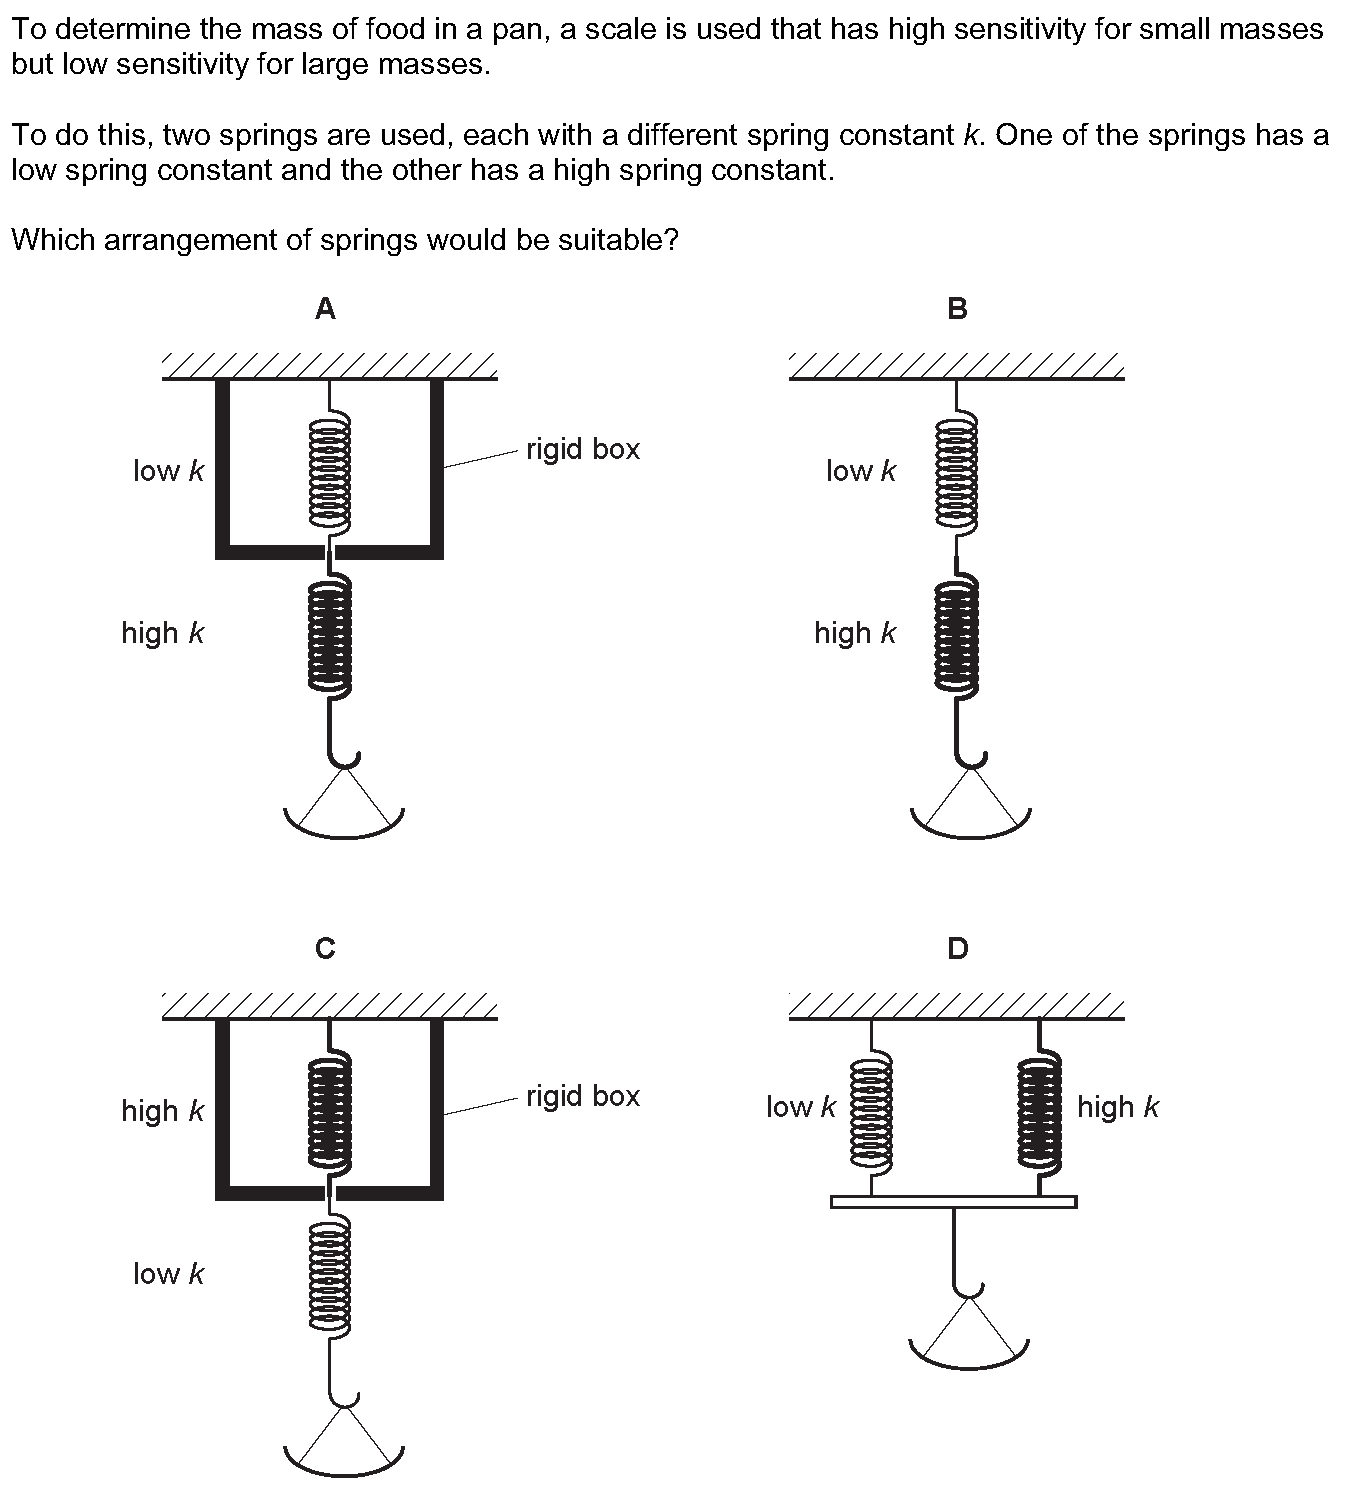 To determine the mass of food in a pan, a scale is used that has high sensitivity for small masses
but low sensitivity for large masses.
To do this, two springs are used, each with a different spring constant k. One of the springs has a
low spring constant and the other has a high spring constant.
Which arrangement of springs would be suitable?
A
B
low k
rigid box
low k
high k
high k
C
D
high k
rigid box
low k
high k
low k